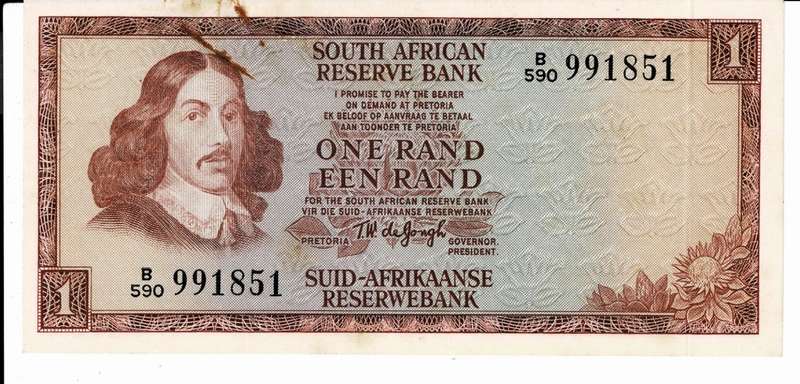 1
SOUTH AFRICAN
RESERVE BANK
B/590 991851
I PROMISE TO PAY THE BEARER
ON DEMAND AT PRETORIA
EK BELOOF OP AANVRAAG TE BETAAL
AAN TOONDER TE PRETORIA
ONE RAND
EEN RAND
FOR THE SOUTH AFRICAN RESERVE BANK
VIR DIE SUID-AFRIKAANSE RESERWEBANK
T.W. de Jongh
PRETORIA GOVERNOR.
PRESIDENT.
B/590 991851
SUID-AFRIKAANSE
RESERWEBANK
1